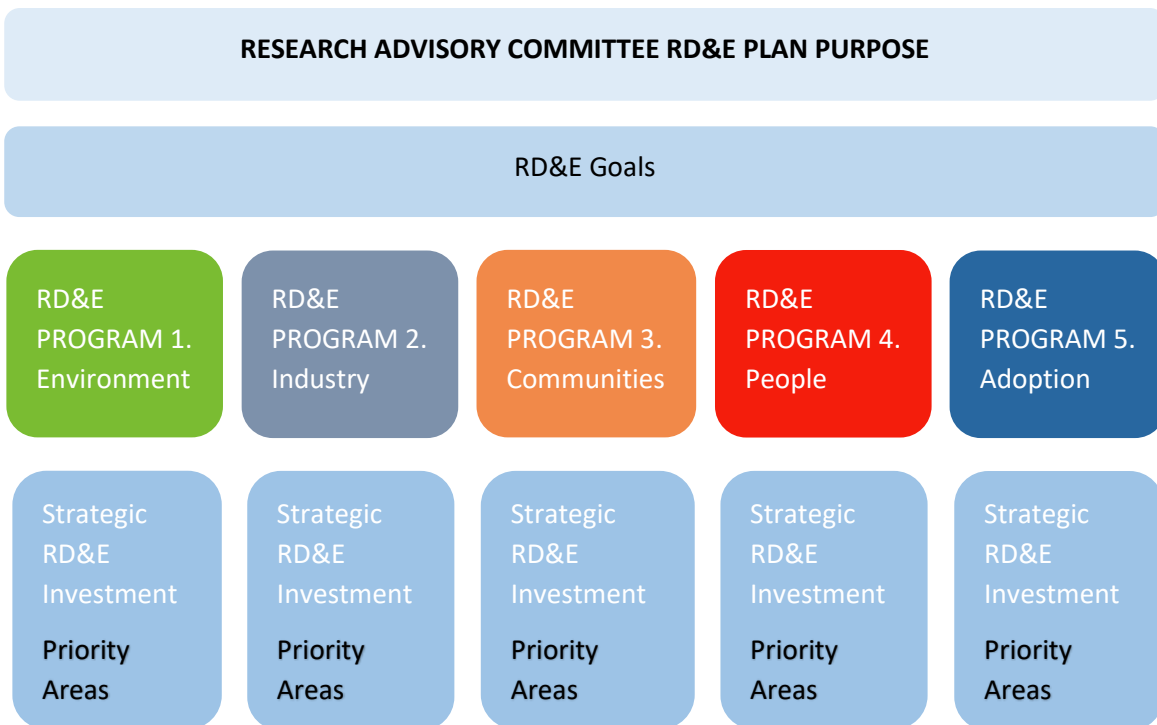 RESEARCH ADVISORY COMMITTEE RD&E PLAN PURPOSE
RD&E Goals
RD&E
PROGRAM 1.
Environment
RD&E
PROGRAM 2.
Industry
RD&E
PROGRAM 3.
Communities
RD&E
PROGRAM 4.
People
RD&E
PROGRAM 5.
Adoption
Strategic
RD&E
Investment
Priority
Areas
Strategic
RD&E
Investment
Priority
Areas
Strategic
RD&E
Investment
Priority
Areas
Strategic
RD&E
Investment
Priority
Areas
Strategic
RD&E
Investment
Priority
Areas